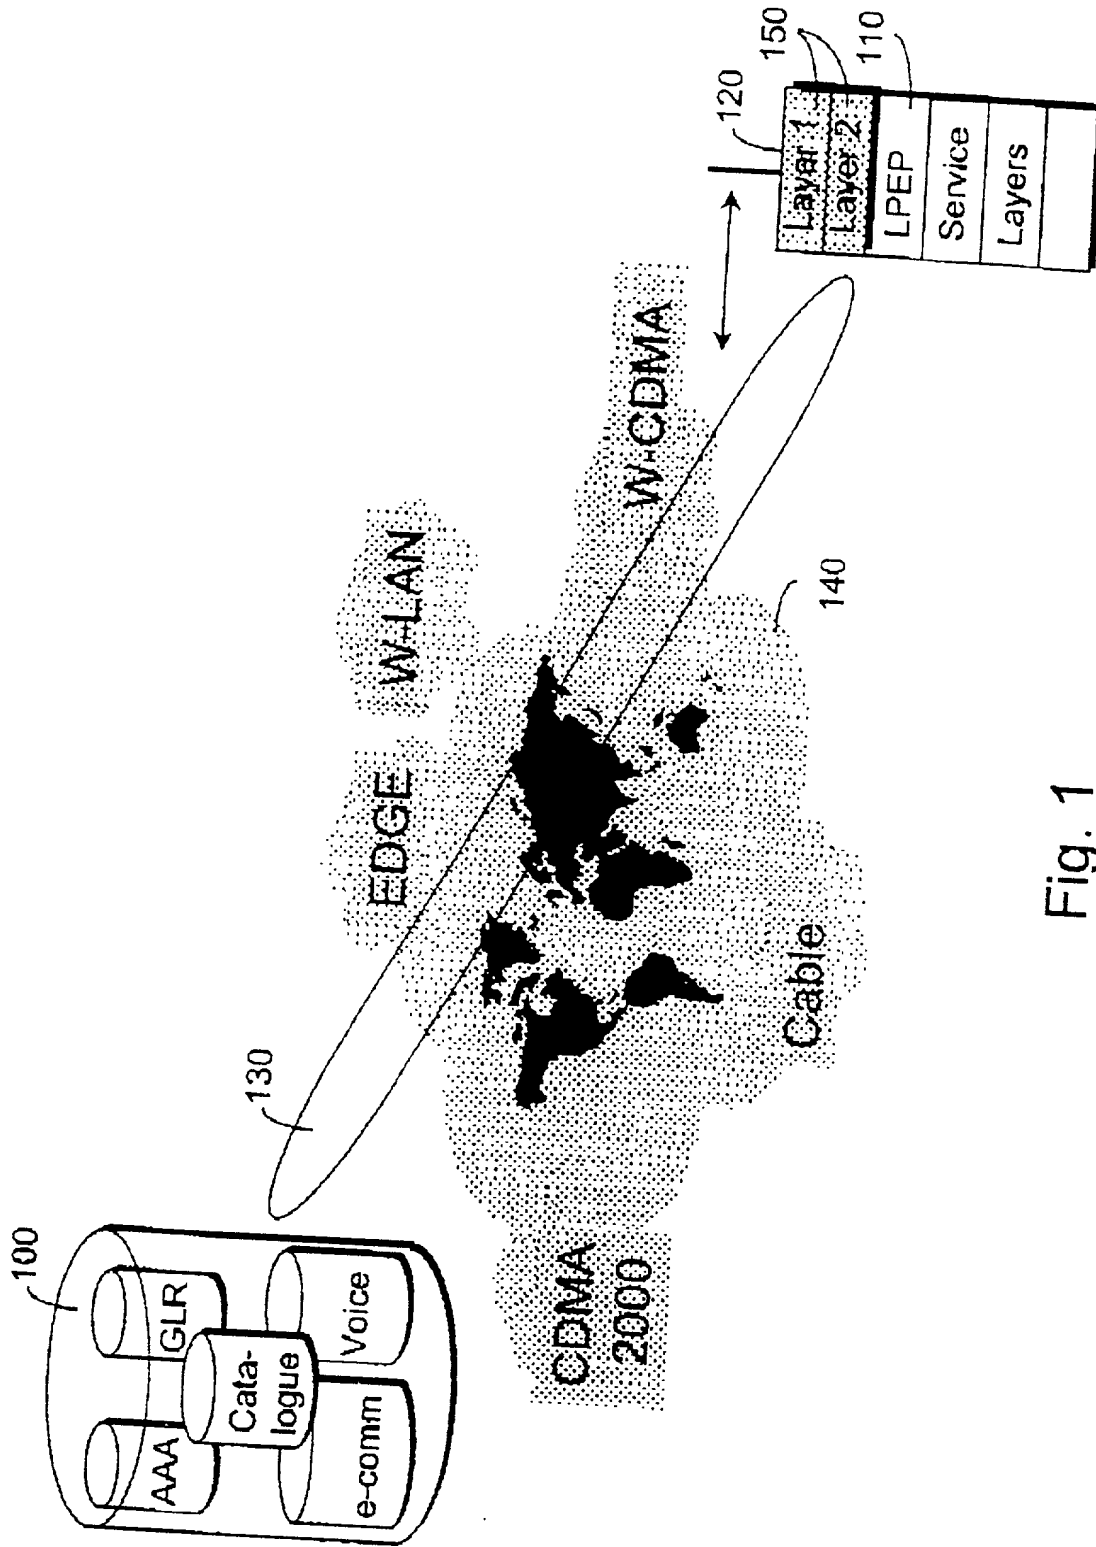 100
AAA
GLR
Cata-
logue
e-comm
Voice
130
EDGE
W-LAN
W-CDMA
CDMA
2000
Cable
140
120
150
110
Layer 1
Layer 2
LPEP
Service
Layers
Fig. 1